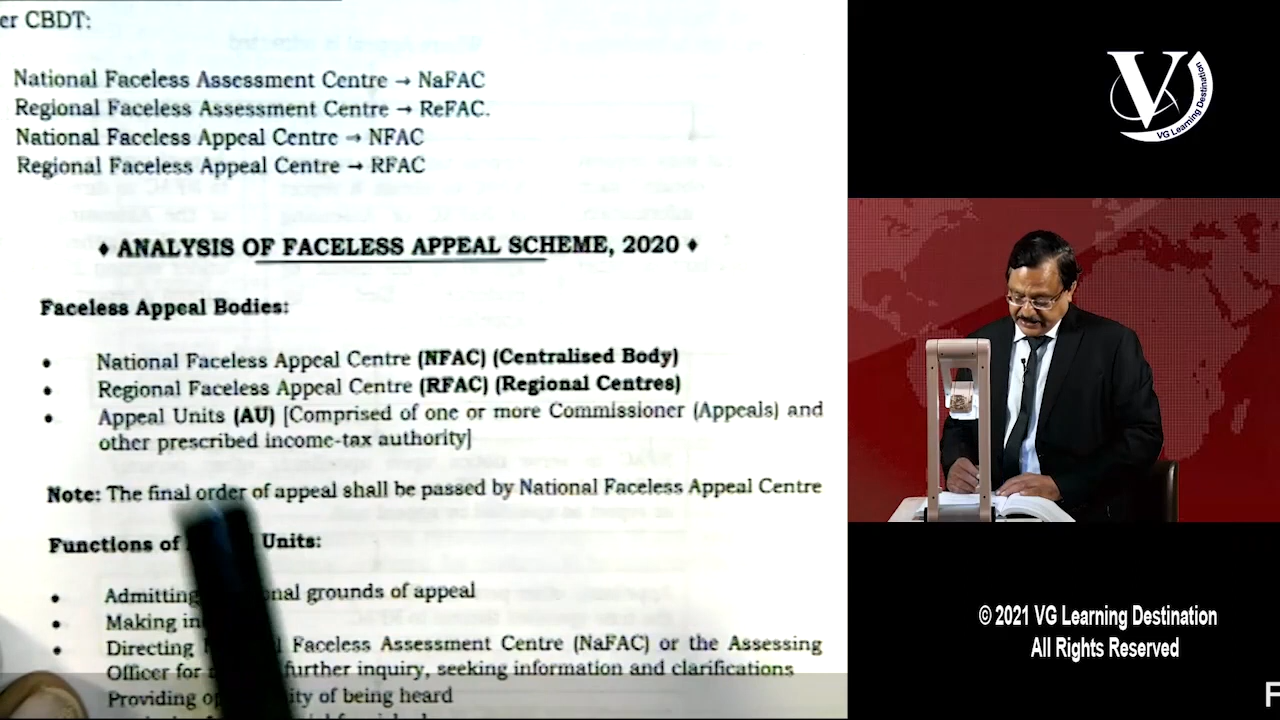 er CBDT:
National Faceless Assessment Centre → NaFAC
Regional Faceless Assessment Centre → ReFAC.
National Faceless Appeal Centre → NFAC
Regional Faceless Appeal Centre → RFAC
♦ ANALYSIS OF FACELESS APPEAL SCHEME, 2020 ♦
Faceless Appeal Bodies:
• National Faceless Appeal Centre (NFAC) (Centralised Body)
• Regional Faceless Appeal Centre (RFAC) (Regional Centres)
• Appeal Units (AU) [Comprised of one or more Commissioner (Appeals) and
other prescribed income-tax authority]
Note: The final order of appeal shall be passed by National Faceless Appeal Centre
Functions of Units:
• Admitting onal grounds of appeal
• Making in
• Directing l Faceless Assessment Centre (NaFAC) or the Assessing
Officer for further inquiry, seeking information and clarifications
Providing op ity of being heard
V
VG Learning Destination
© 2021 VG Learning Destination
All Rights Reserved
F